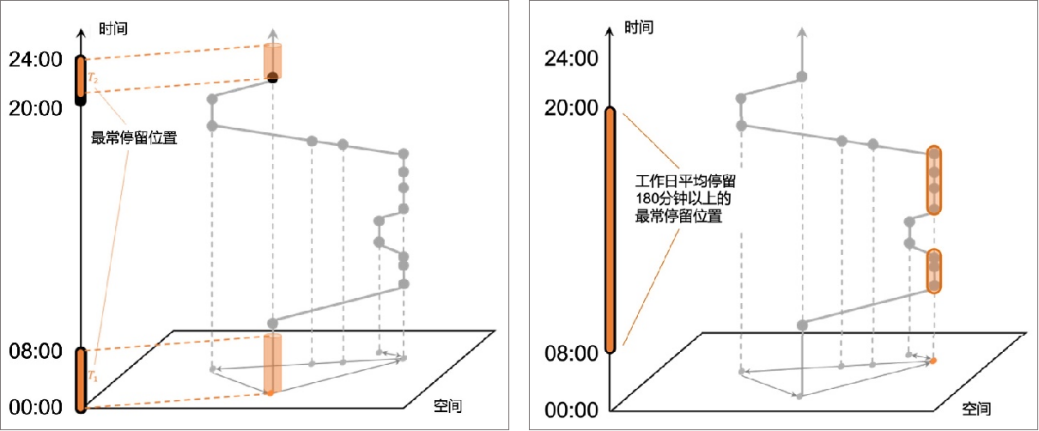 时间
24:00
T₂
20:00
最常停留位置
08:00
T₁
00:00
空间
时间
24:00
20:00
工作日平均停留
180分钟以上的
最常停留位置
08:00
00:00
空间